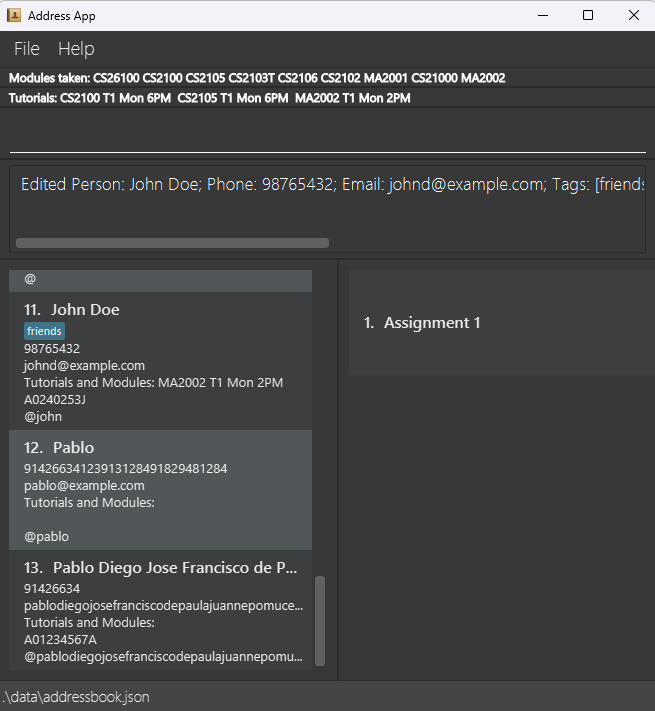 Address App
File Help
Modules taken: CS26100 CS2100 CS2105 CS2103T CS2106 CS2102 MA2001 CS21000 MA2002
Tutorials: CS2100 T1 Mon 6PM CS2105 T1 Mon 6PM MA2002 T1 Mon 2PM
Edited Person: John Doe; Phone: 98765432; Email: johnd@example.com; Tags: [friends
@
11. John Doe
friends
98765432
johnd@example.com
Tutorials and Modules: MA2002 T1 Mon 2PM
A0240253J
@john
12. Pablo
91426634123913128491829481284
pablo@example.com
Tutorials and Modules:
@pablo
13. Pablo Diego Jose Francisco de P...
91426634
pablodiegojosefranciscodepaulajuannepomuce...
Tutorials and Modules:
A01234567A
@pablodiegojosefranciscodepaulajuannepomu...
1. Assignment 1
.\data\addressbook.json